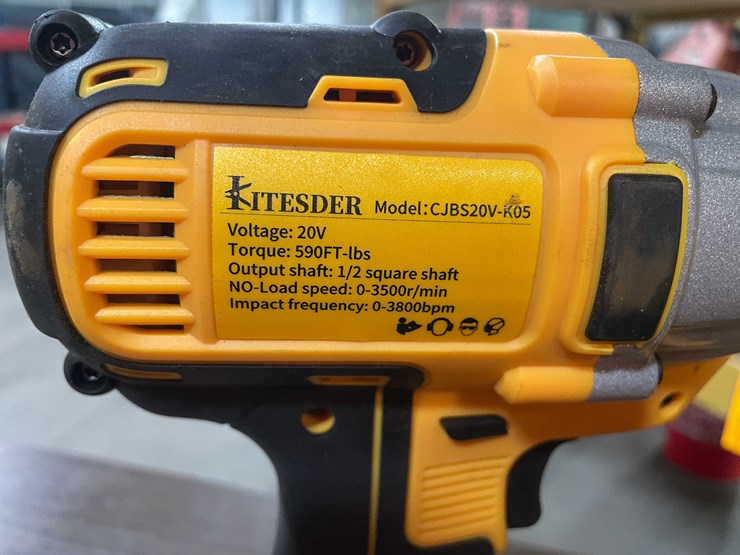 KITESDER Model:CJBS20V-K05
Voltage: 20V
Torque: 590FT-lbs
Output shaft: 1/2 square shaft
NO-Load speed: 0-3500r/min
Impact frequency: 0-3800bpm